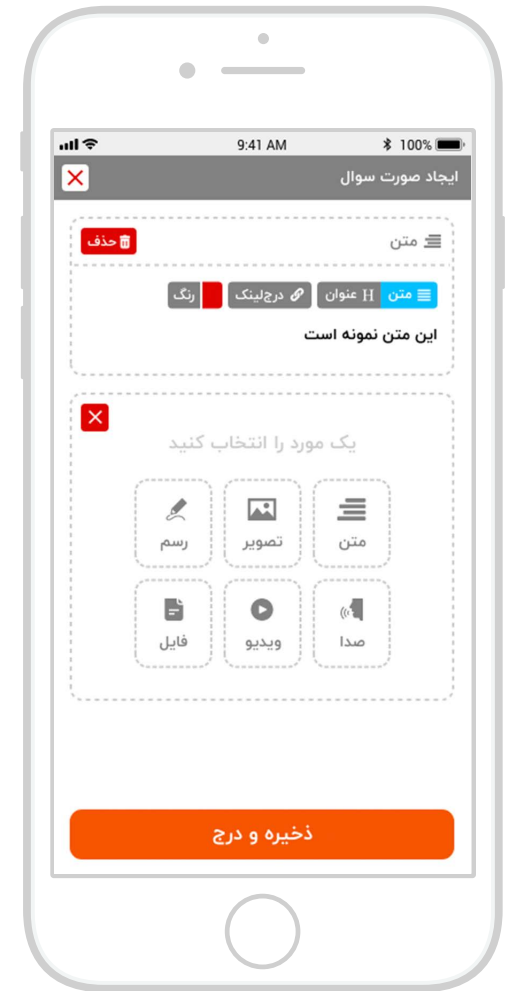 9:41 AM 100%
ایجاد صورت سوال
متن حذف
متن H عنوان درج‌لینک رنگ
این متن نمونه است
یک مورد را انتخاب کنید
متن تصویر رسم
صدا ویدیو فایل
ذخیره و درج